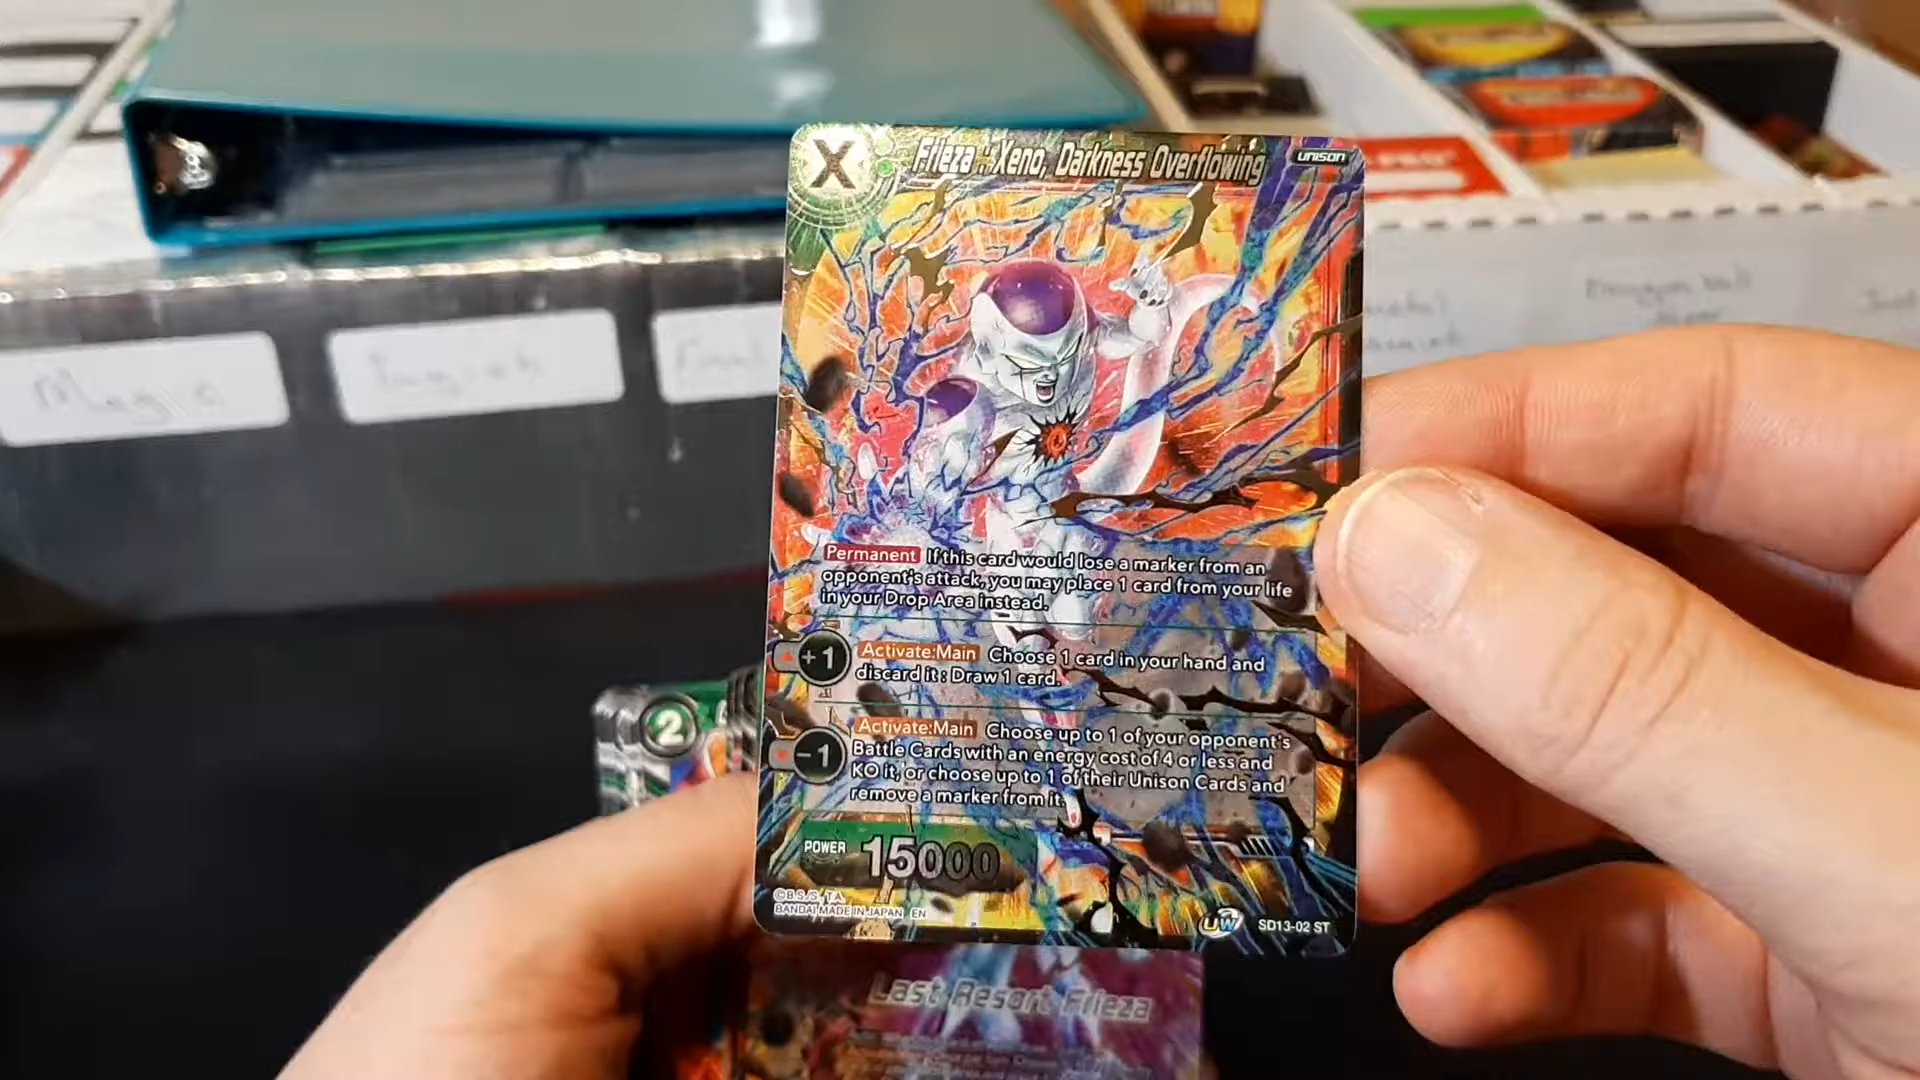 X
Frieza : Xeno, Darkness Overflowing
UNISON
Permanent If this card would lose a marker from an
opponent's attack, you may place 1 card from your life
in your Drop Area instead.
+1
Activate:Main Choose 1 card in your hand and
discard it : Draw 1 card.
-1
Activate:Main Choose up to 1 of your opponent's
Battle Cards with an energy cost of 4 or less and
KO it, or choose up to 1 of their Unison Cards and
remove a marker from it.
POWER 15000
©B.S./S., T.A.
BANDAI MADE IN JAPAN EN
UW
SD13-02 ST
2
Last Resort Frieza
Magic
Dragon Ball